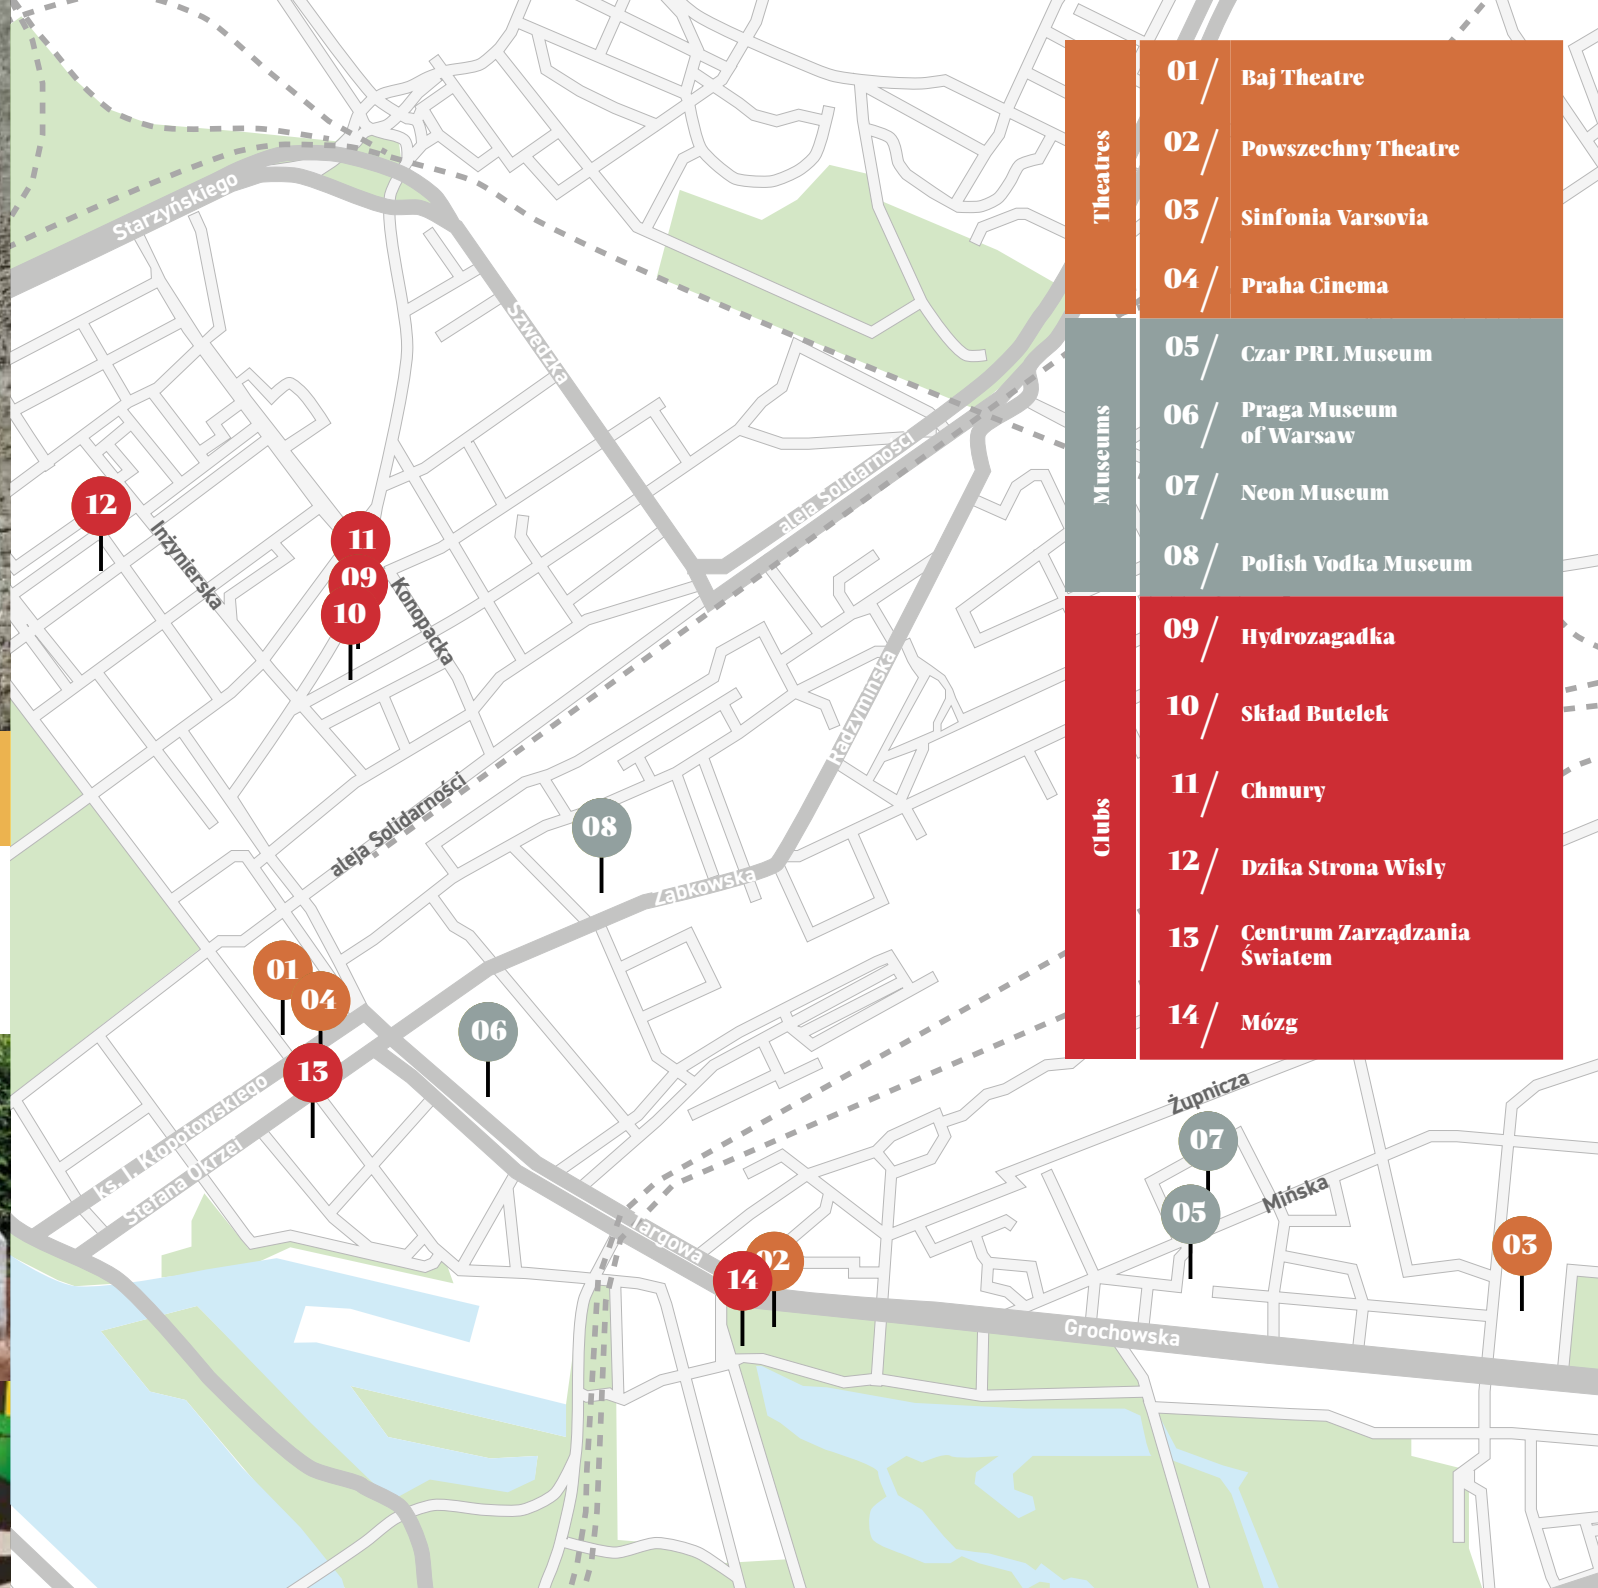 Starzyńskiego
Szwedzka
aleja Solidarności
12
Inżynierska
11
09
10
Konopacka
Radzymińska
aleja Solidarności
08
Ząbkowska
01
04
06
13
ks. I. Kłopotowskiego
Stefana Okrzei
Targowa
02
14
Grochowska
Żupnicza
07
05
Mińska
03
Theatres
01 / Baj Theatre
02 / Powszechny Theatre
03 / Sinfonia Varsovia
04 / Praha Cinema
Museums
05 / Czar PRL Museum
06 / Praga Museum
of Warsaw
07 / Neon Museum
08 / Polish Vodka Museum
Clubs
09 / Hydrozagadka
10 / Skład Butelek
11 / Chmury
12 / Dzika Strona Wisly
13 / Centrum Zarządzania
Światem
14 / Mózg